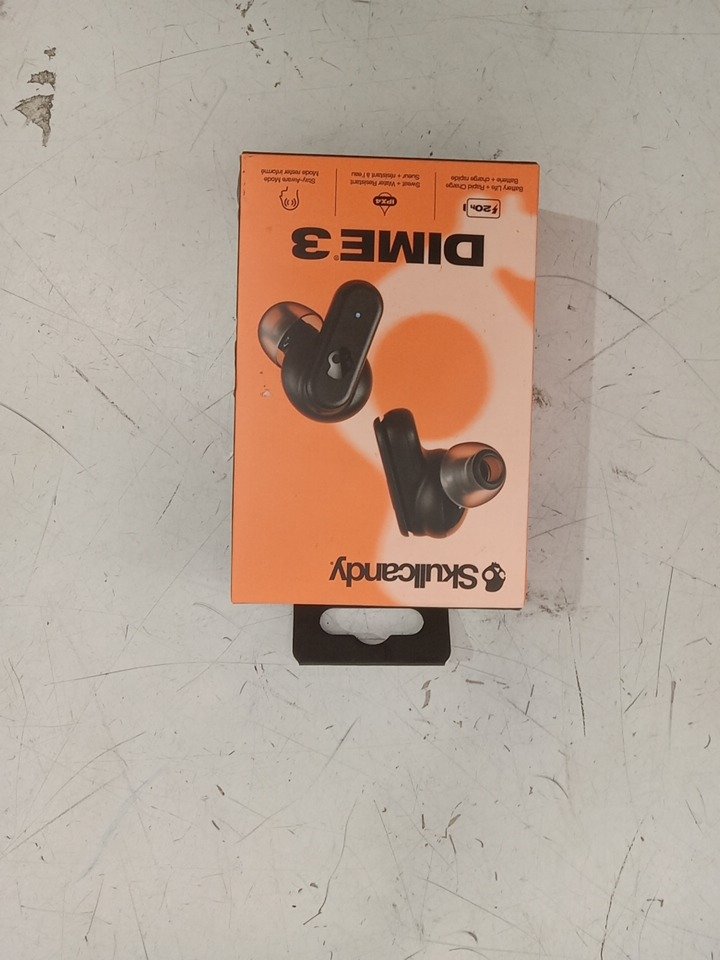 Skullcandy®
DIME® 3
20h
Battery Life + Rapid Charge
Batterie + charge rapide
IPX4
Sweat + Water Resistant
Sueur + résistant à l'eau
Stay-Aware Mode
Mode rester informé